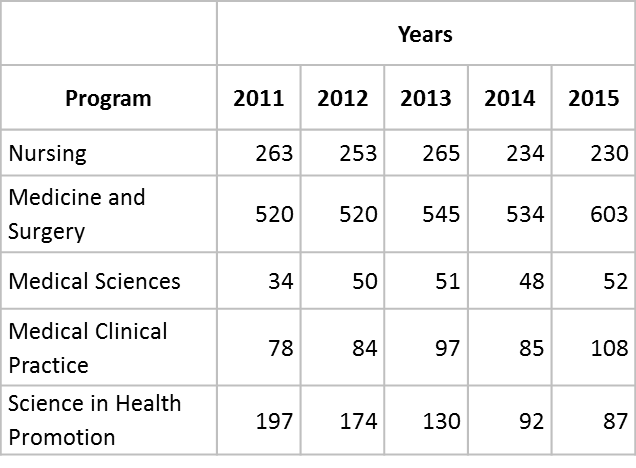 Years
Program 2011 2012 2013 2014 2015
Nursing 263 253 265 234 230
Medicine and
Surgery 520 520 545 534 603
Medical Sciences 34 50 51 48 52
Medical Clinical
Practice 78 84 97 85 108
Science in Health
Promotion 197 174 130 92 87